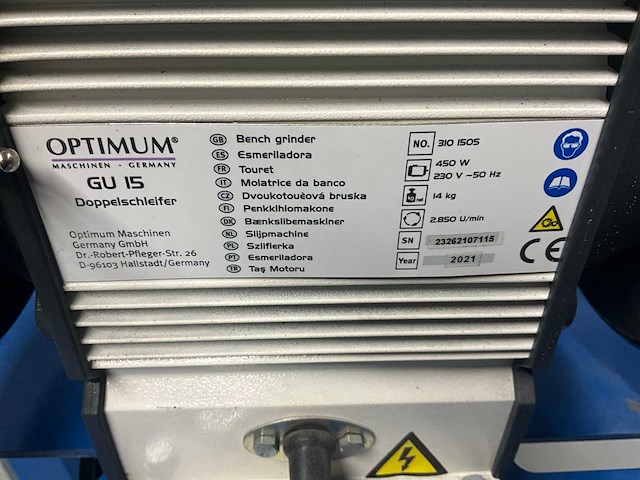 OPTIMUM®
MASCHINEN - GERMANY
GU 15
Doppelschleifer
Optimum Maschinen
Germany GmbH
Dr.-Robert-Pfleger-Str. 26
D-96103 Hallstadt/Germany
GB Bench grinder
ES Esmeriladora
FR Touret
IT Molatrice da banco
CZ Dvoukotouèová bruska
FI Penkkihiomakone
DK Bænkslibemaskiner
NL Slijpmachine
PL Szlifierka
PT Esmeriladora
TR Taş Motoru
NO. 310 1505
450 W
230 V ~50 Hz
14 kg
2.850 U/min
SN 23262107115
Year 2021
CE